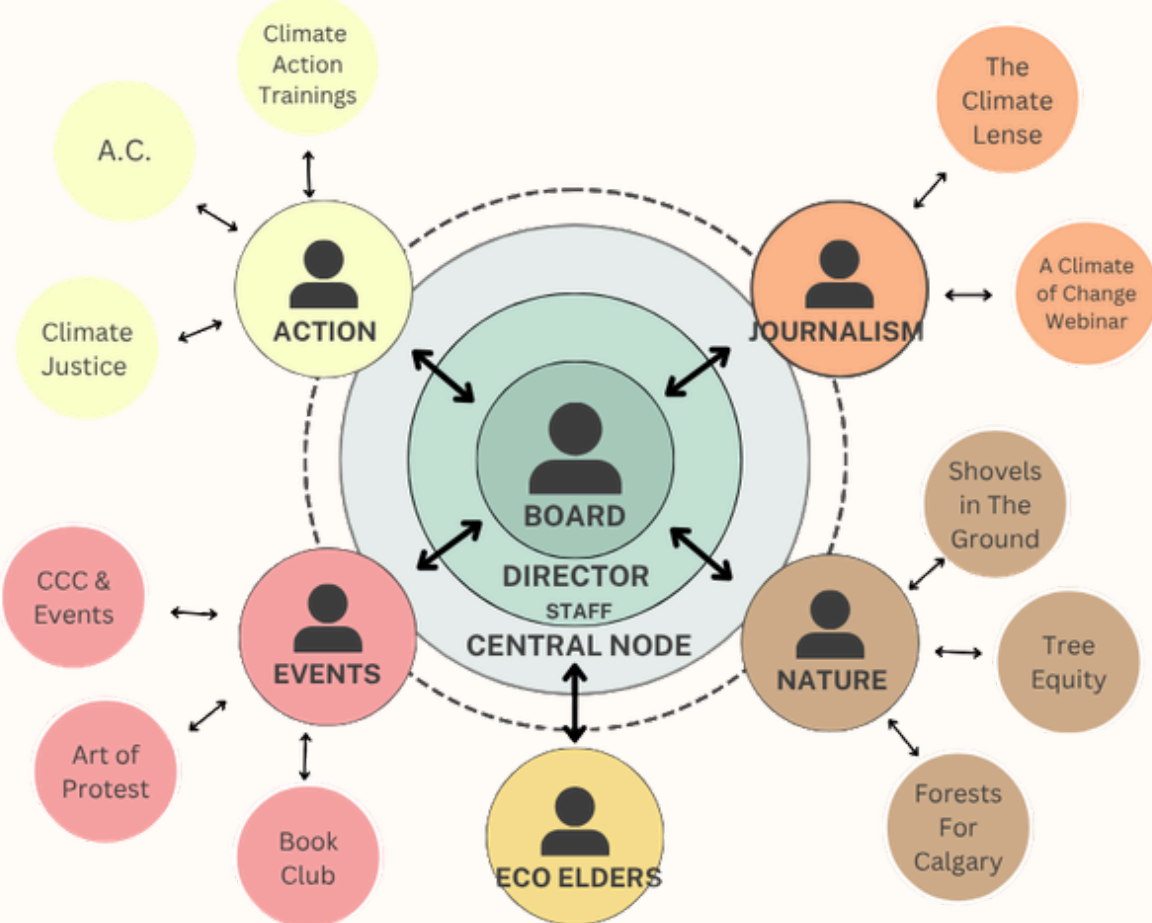 Climate
Action
Trainings
A.C.
Climate
Justice
ACTION
The
Climate
Lense
A Climate
of Change
Webinar
JOURNALISM
BOARD
DIRECTOR
STAFF
CENTRAL NODE
CCC &
Events
Art of
Protest
Book
Club
EVENTS
Shovels
in The
Ground
Tree
Equity
Forests
For
Calgary
NATURE
ECO ELDERS